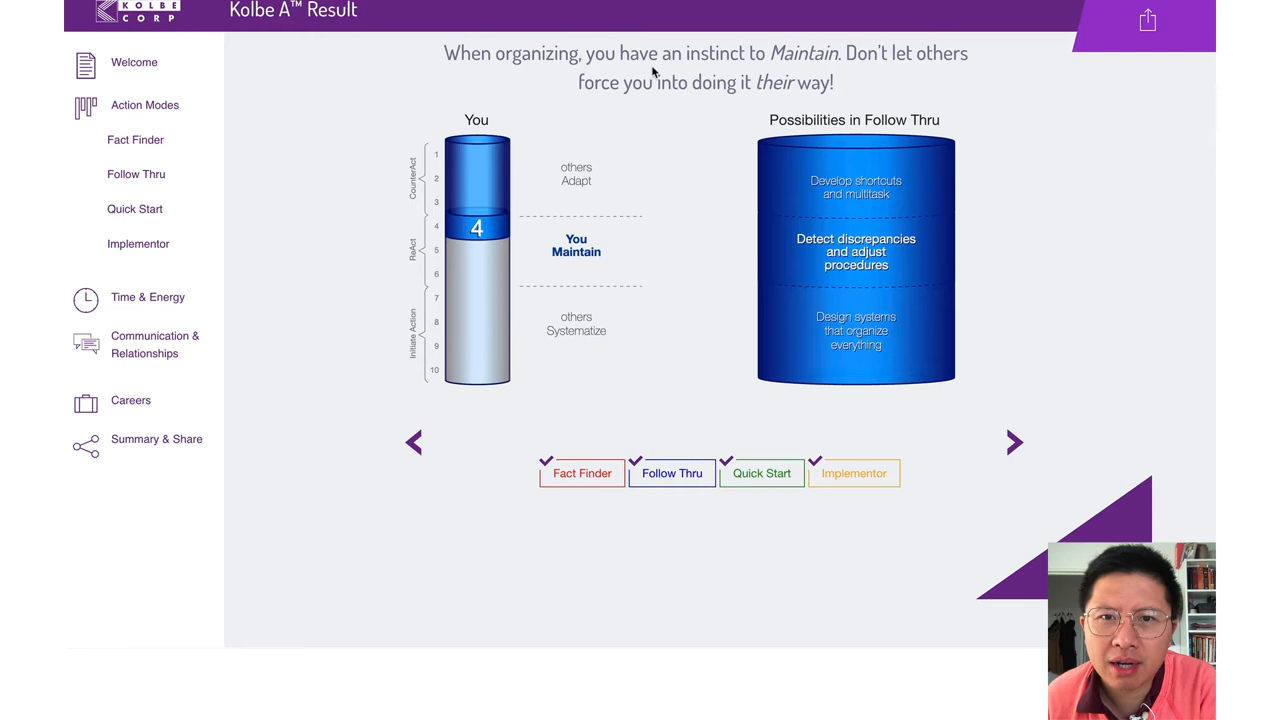 KOLBE
CORP
Kolbe A™ Result
Welcome
Action Modes
Fact Finder
Follow Thru
Quick Start
Implementor
Time & Energy
Communication &
Relationships
Careers
Summary & Share
When organizing, you have an instinct to Maintain. Don't let others
force you into doing it their way!
You
CounterAct
ReAct
Initiate Action
1
2
3
4
5
6
7
8
9
10
4
others
Adapt
You
Maintain
others
Systematize
Possibilities in Follow Thru
Develop shortcuts
and multitask
Detect discrepancies
and adjust
procedures
Design systems
that organize
everything
Fact Finder
Follow Thru
Quick Start
Implementor